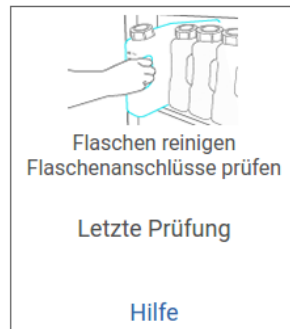 Flaschen reinigen
Flaschenanschlüsse prüfen
Letzte Prüfung
Hilfe